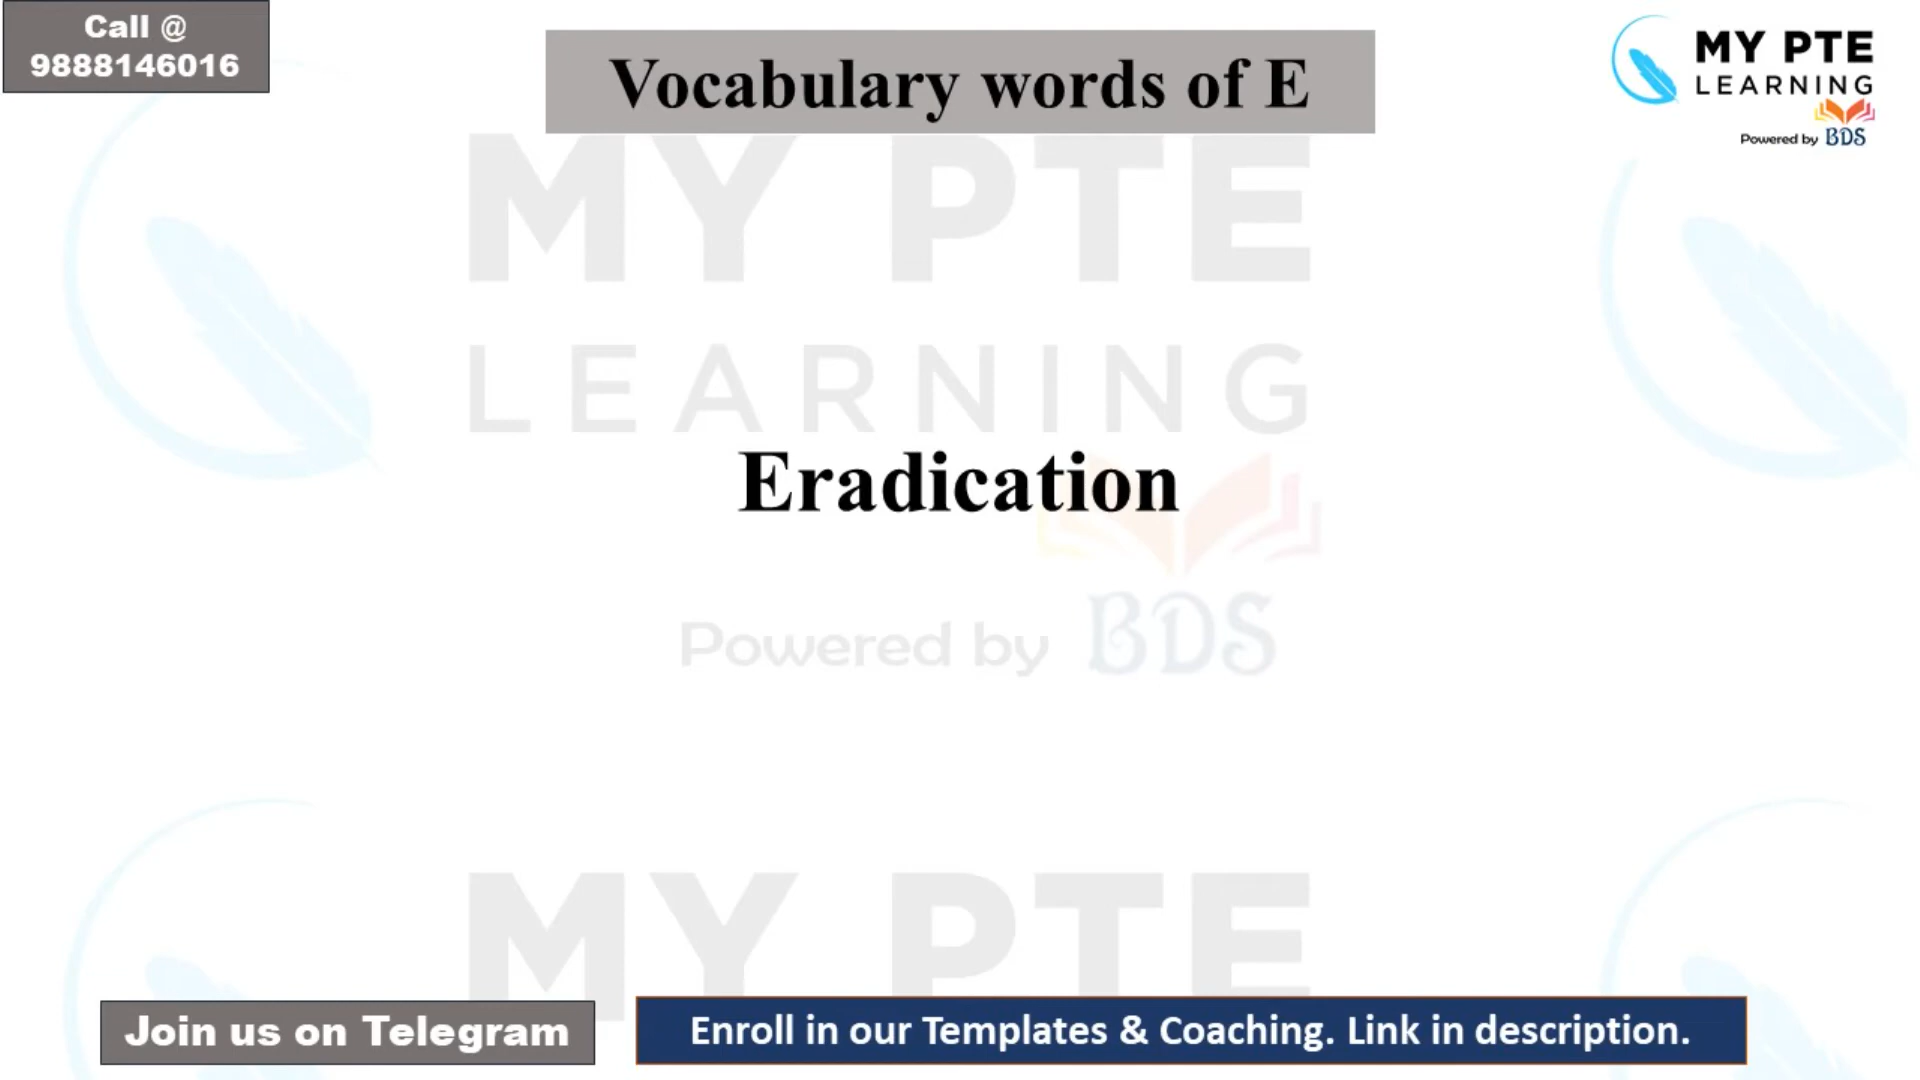 Call @
9888146016
Vocabulary words of E
MY PTE
LEARNING
Powered by BDS
MY PTE
LEARNING
Eradication
Powered by BDS
MY PTE
Join us on Telegram
Enroll in our Templates & Coaching. Link in description.